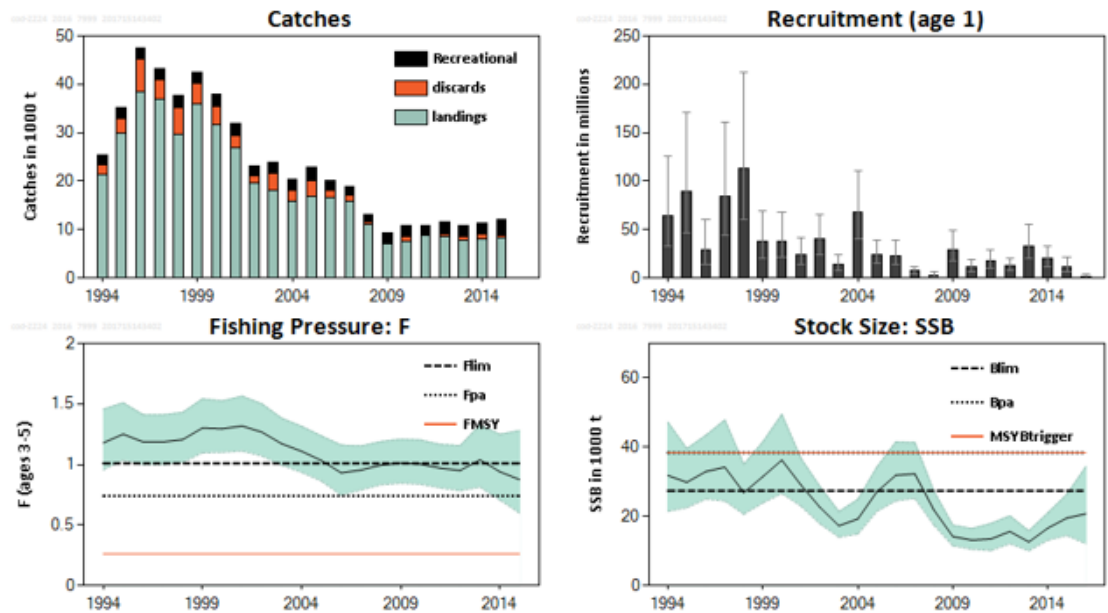 Catches
Catches in 1000 t
50
40
30
20
10
0
Recreational
discards
landings
1994
1999
2004
2009
2014
Recruitment (age 1)
Recruitment in millions
250
200
150
100
50
0
1994
1999
2004
2009
2014
Fishing Pressure: F
F (ages 3-5)
2
1.5
1
0.5
0
Flim
Fpa
FMSY
1994
1999
2004
2009
2014
Stock Size: SSB
SSB in 1000 t
60
40
20
0
Blim
Bpa
MSYBtrigger
1994
1999
2004
2009
2014